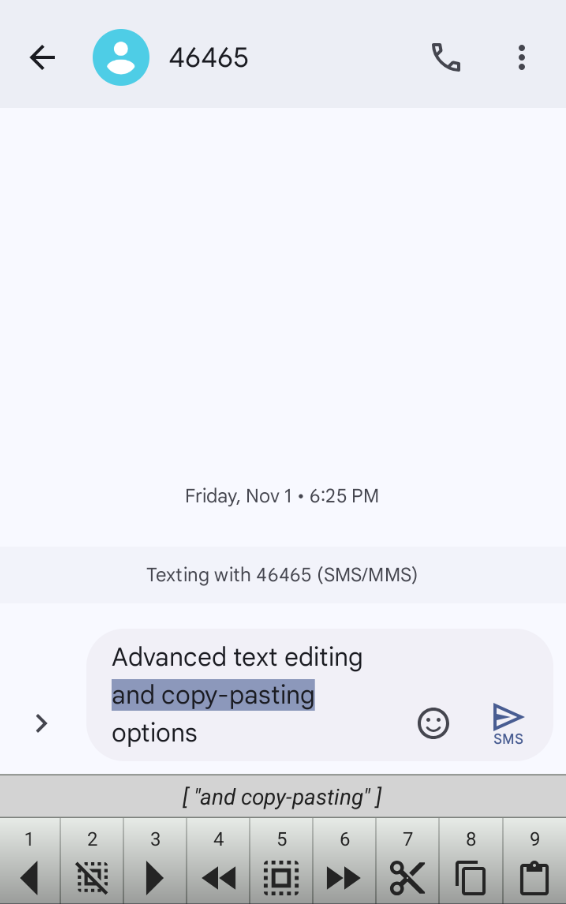 46465
Friday, Nov 1 • 6:25 PM
Texting with 46465 (SMS/MMS)
Advanced text editing
and copy-pasting
options
SMS
[ "and copy-pasting" ]
1 2 3 4 5 6 7 8 9